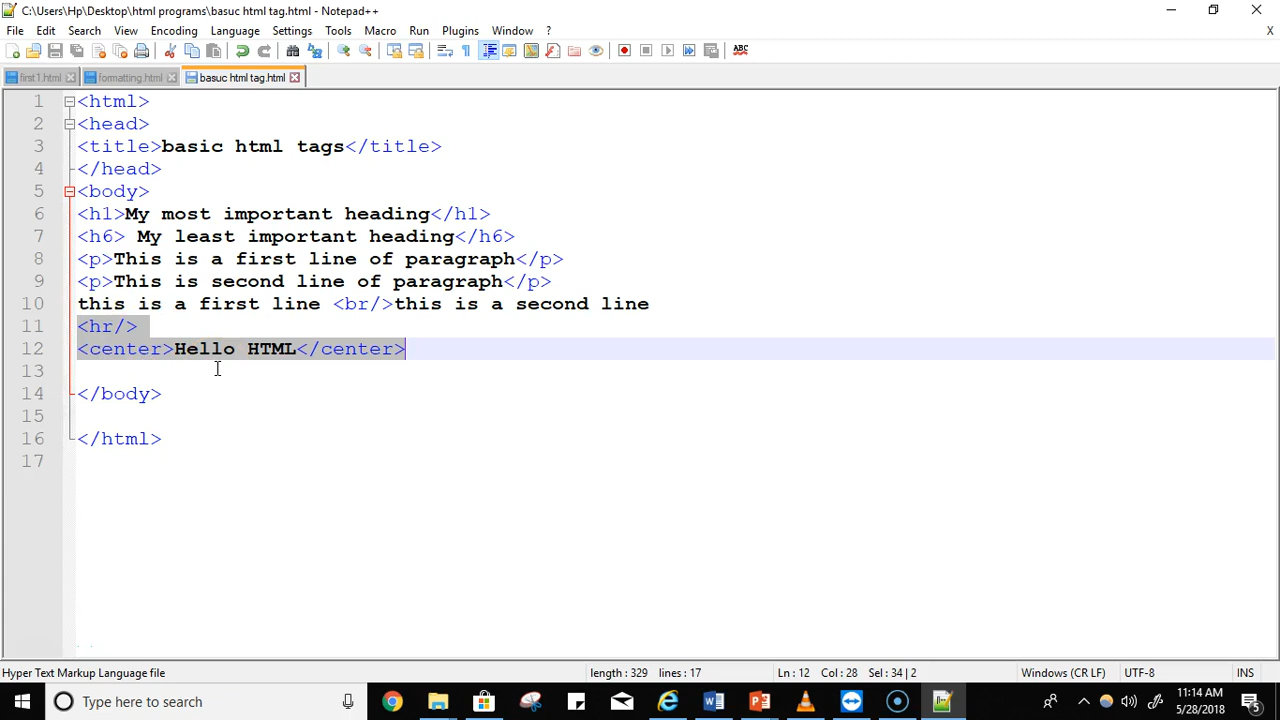 C:\Users\Hp\Desktop\html programs\basuc html tag.html - Notepad++
File Edit Search View Encoding Language Settings Tools Macro Run Plugins Window ? X
ABC
first1.html formatting.html basuc html tag.html
1 <html>
2 <head>
3 <title>basic html tags</title>
4 </head>
5 <body>
6 <h1>My most important heading</h1>
7 <h6> My least important heading</h6>
8 <p>This is a first line of paragraph</p>
9 <p>This is second line of paragraph</p>
10 this is a first line <br/>this is a second line
11 <hr/>
12 <center>Hello HTML</center>
13
14 </body>
15
16 </html>
17
Hyper Text Markup Language file length : 329 lines : 17 Ln : 12 Col : 28 Sel : 34 | 2 Windows (CR LF) UTF-8 INS
Type here to search 11:14 AM
5/28/2018 5